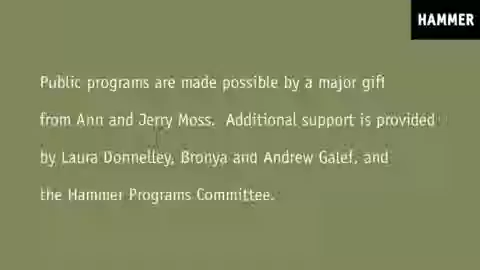 HAMMER
Public programs are made possible by a major gift
from Ann and Jerry Moss. Additional support is provided
by Laura Donnelley, Bronya and Andrew Galef, and
the Hammer Programs Committee.